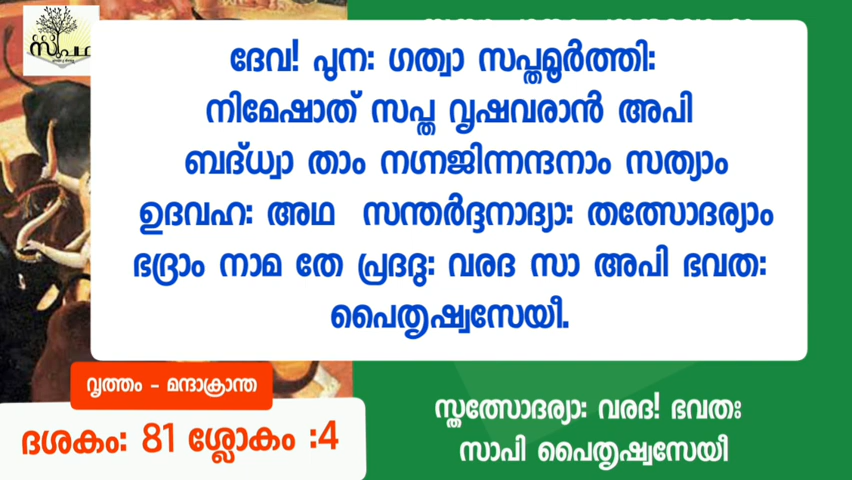 സുപഥ
ദേവ! പുന: ഗത്വാ സപ്തമൂർത്തി:
നിമേഷാത് സപ്ത വൃഷവരാൻ അപി
ബദ്ധ്വാ താം നഗ്നജിന്നന്ദനാം സത്യാം
ഉദവഹ: അഥ സന്തർദ്ദനാദ്യാ: തത്സോദര്യാം
ഭദ്രാം നാമ തേ പ്രദദു: വരദ സാ അപി ഭവത:
പൈതൃഷ്വസേയീ.
വൃത്തം - മന്ദാക്രാന്ത
ദശകം: 81 ശ്ലോകം :4
സ്തത്സോദര്യാ: വരദ! ഭവതഃ
സാപി പൈതൃഷ്വസേയീ